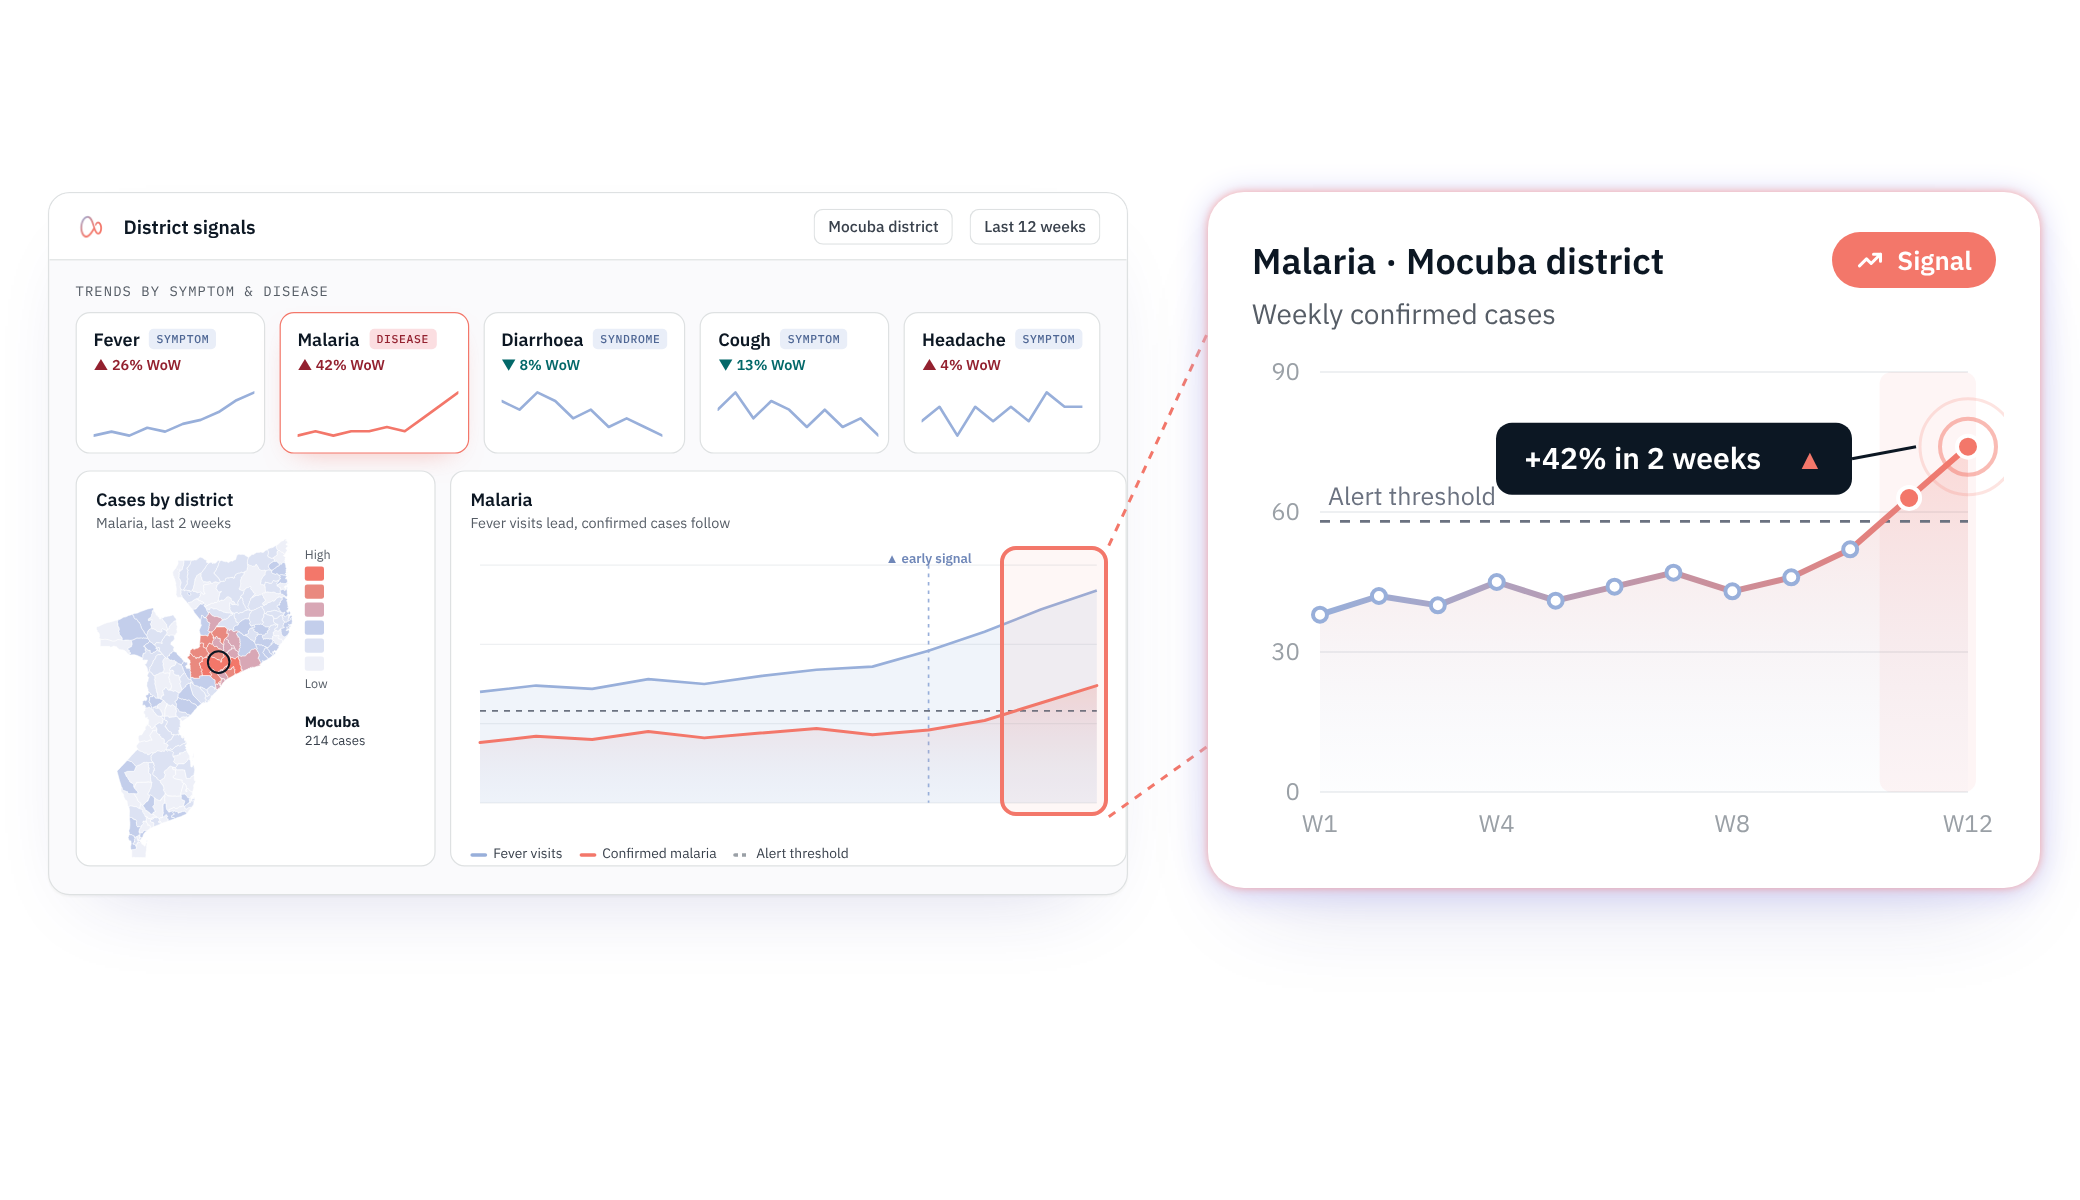 District signals
Mocuba district
Last 12 weeks
TRENDS BY SYMPTOM & DISEASE
Fever SYMPTOM
▲ 26% WoW
Malaria DISEASE
▲ 42% WoW
Diarrhoea SYNDROME
▼ 8% WoW
Cough SYMPTOM
▼ 13% WoW
Headache SYMPTOM
▲ 4% WoW
Cases by district
Malaria, last 2 weeks
High
Low
Mocuba
214 cases
Malaria
Fever visits lead, confirmed cases follow
▲ early signal
Fever visits
Confirmed malaria
Alert threshold
Malaria · Mocuba district
Signal
Weekly confirmed cases
90
+42% in 2 weeks ▲
Alert threshold
60
30
0
W1 W4 W8 W12